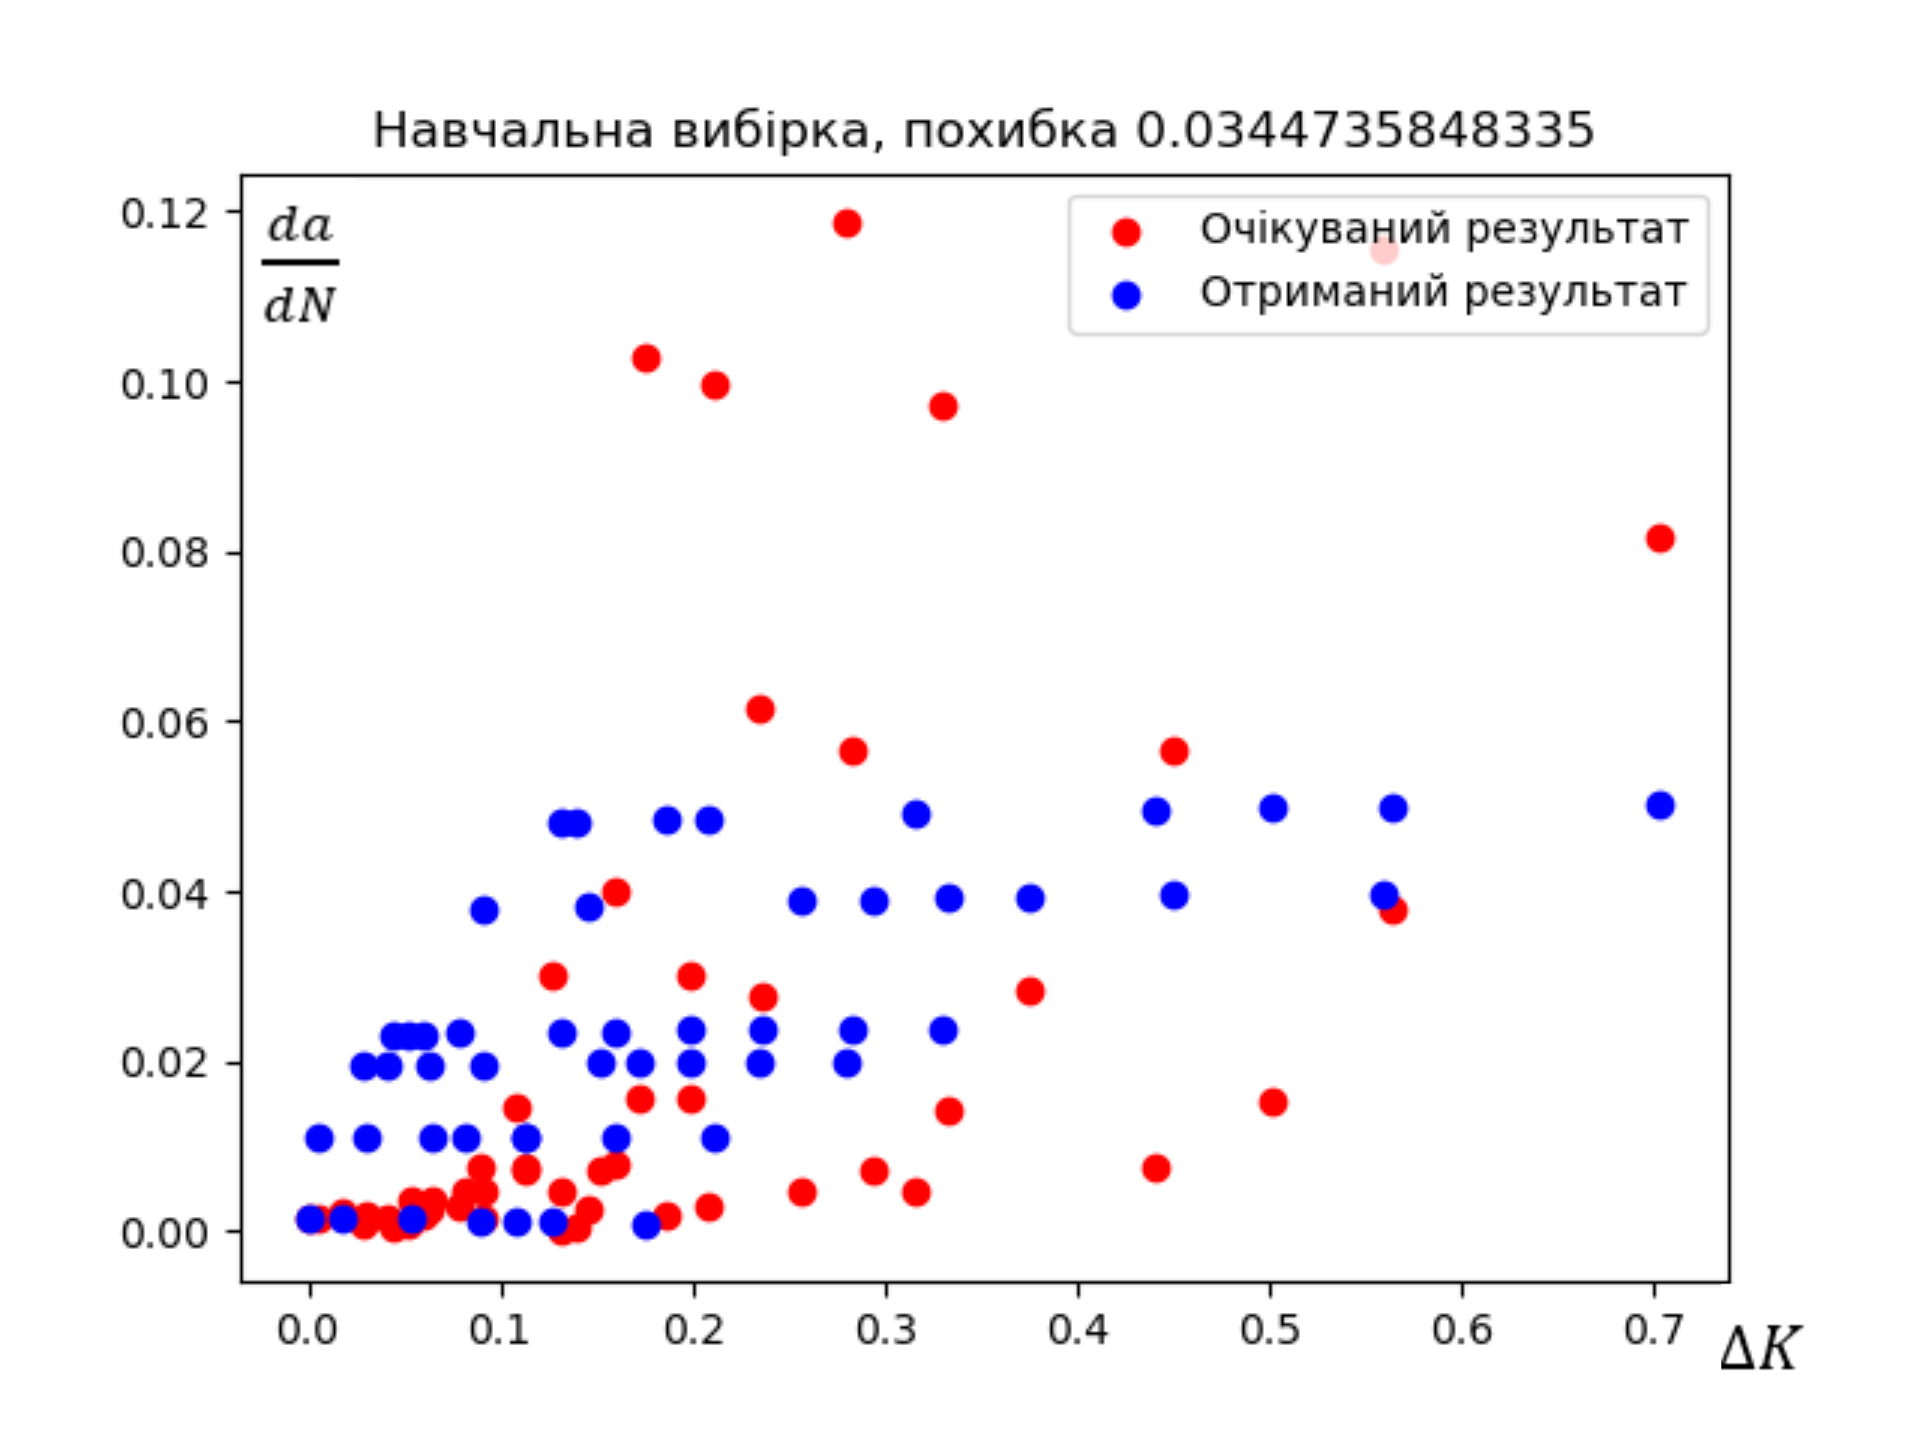 Навчальна вибірка, похибка 0.0344735848335
da
dN
Очікуваний результат
Отриманий результат
0.12
0.10
0.08
0.06
0.04
0.02
0.00
0.0 0.1 0.2 0.3 0.4 0.5 0.6 0.7
ΔK